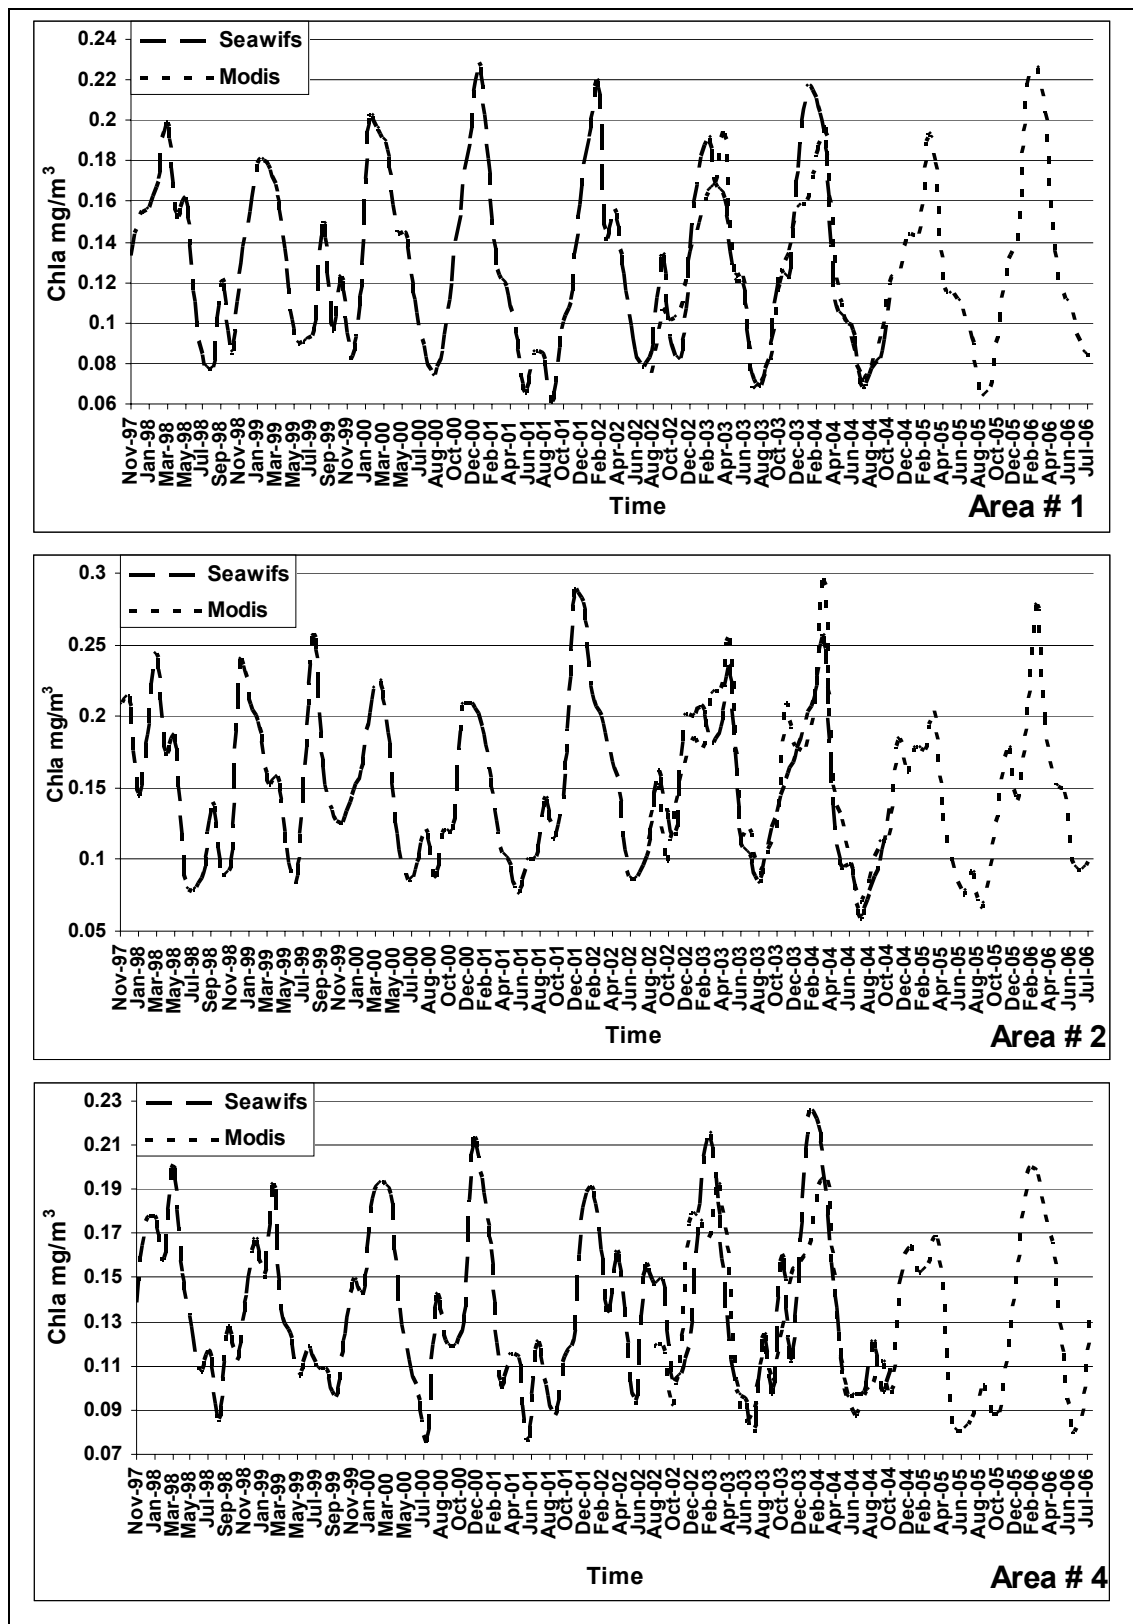 0.24
0.22
0.2
0.18
0.16
0.14
0.12
0.1
0.08
0.06
Chla mg/m³
Seawifs
Modis
Nov-97 Jan-98 Mar-98 May-98 Jul-98 Sep-98 Nov-98 Jan-99 Mar-99 May-99 Jul-99 Sep-99 Nov-99 Jan-00 Mar-00 May-00 Jul-00 Aug-00 Oct-00 Dec-00 Feb-01 Apr-01 Jun-01 Aug-01 Oct-01 Dec-01 Feb-02 Apr-02 Jun-02 Aug-02 Oct-02 Dec-02 Feb-03 Apr-03 Jun-03 Aug-03 Oct-03 Dec-03 Feb-04 Apr-04 Jun-04 Aug-04 Oct-04 Dec-04 Feb-05 Apr-05 Jun-05 Aug-05 Oct-05 Dec-05 Feb-06 Apr-06 Jun-06 Jul-06
Time
Area # 1
0.3
0.25
0.2
0.15
0.1
0.05
Chla mg/m³
Seawifs
Modis
Nov-97 Jan-98 Mar-98 May-98 Jul-98 Sep-98 Nov-98 Jan-99 Mar-99 May-99 Jul-99 Sep-99 Nov-99 Jan-00 Mar-00 May-00 Jul-00 Aug-00 Oct-00 Dec-00 Feb-01 Apr-01 Jun-01 Aug-01 Oct-01 Dec-01 Feb-02 Apr-02 Jun-02 Aug-02 Oct-02 Dec-02 Feb-03 Apr-03 Jun-03 Aug-03 Oct-03 Dec-03 Feb-04 Apr-04 Jun-04 Aug-04 Oct-04 Dec-04 Feb-05 Apr-05 Jun-05 Aug-05 Oct-05 Dec-05 Feb-06 Apr-06 Jun-06 Jul-06
Time
Area # 2
0.23
0.21
0.19
0.17
0.15
0.13
0.11
0.09
0.07
Chla mg/m³
Seawifs
Modis
Nov-97 Jan-98 Mar-98 May-98 Jul-98 Sep-98 Nov-98 Jan-99 Mar-99 May-99 Jul-99 Sep-99 Nov-99 Jan-00 Mar-00 May-00 Jul-00 Aug-00 Oct-00 Dec-00 Feb-01 Apr-01 Jun-01 Aug-01 Oct-01 Dec-01 Feb-02 Apr-02 Jun-02 Aug-02 Oct-02 Dec-02 Feb-03 Apr-03 Jun-03 Aug-03 Oct-03 Dec-03 Feb-04 Apr-04 Jun-04 Aug-04 Oct-04 Dec-04 Feb-05 Apr-05 Jun-05 Aug-05 Oct-05 Dec-05 Feb-06 Apr-06 Jun-06 Jul-06
Time
Area # 4